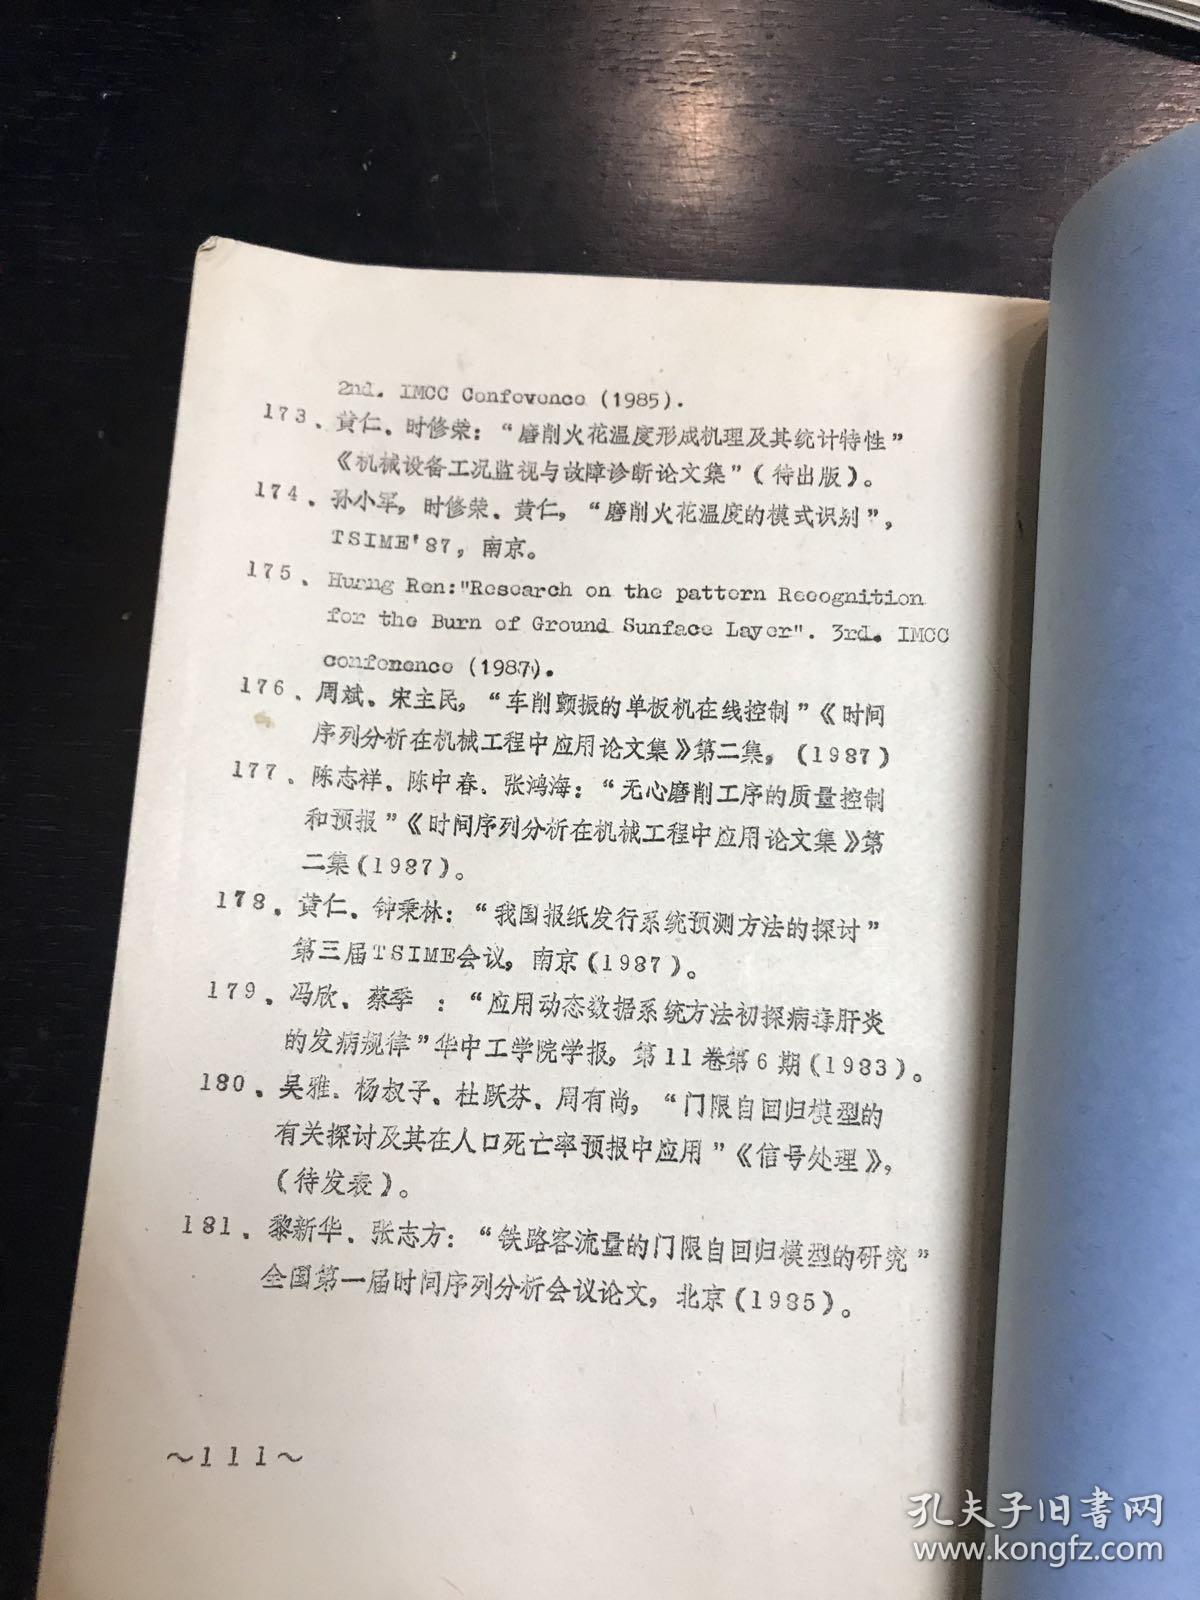 2nd. IMCC Confovonco (1985).
173、黄仁、时修荣：“磨削火花温度形成机理及其统计特性”
《机械设备工况监视与故障诊断论文集”（待出版）。
174、孙小军，时修荣、黄仁，“磨削火花温度的模式识别”，
TSIME'87，南京。
175、Huang Ren:"Research on the pattern Recognition
for the Burn of Ground Sunface Layer". 3rd. IMCC
confenence (1987).
176、周斌、宋主民，“车削颤振的单板机在线控制”《时间
序列分析在机械工程中应用论文集》第二集，（1987）
177、陈志祥、陈中春、张鸿海：“无心磨削工序的质量控制
和预报”《时间序列分析在机械工程中应用论文集》第
二集（1987）。
178、黄仁、钟秉林：“我国报纸发行系统预测方法的探讨”
第三届TSIME会议，南京（1987）。
179、冯欣、蔡季：“应用动态数据系统方法初探病毒肝炎
的发病规律”华中工学院学报，第11卷第6期（1983）。
180、吴雅、杨叔子、杜跃芬、周有尚，“门限自回归模型的
有关探讨及其在人口死亡率预报中应用”《信号处理》，
（待发表）。
181、黎新华、张志方：“铁路客流量的门限自回归模型的研究”
全国第一届时间序列分析会议论文，北京（1985）。
～111～
孔夫子旧书网
www.kongfz.com